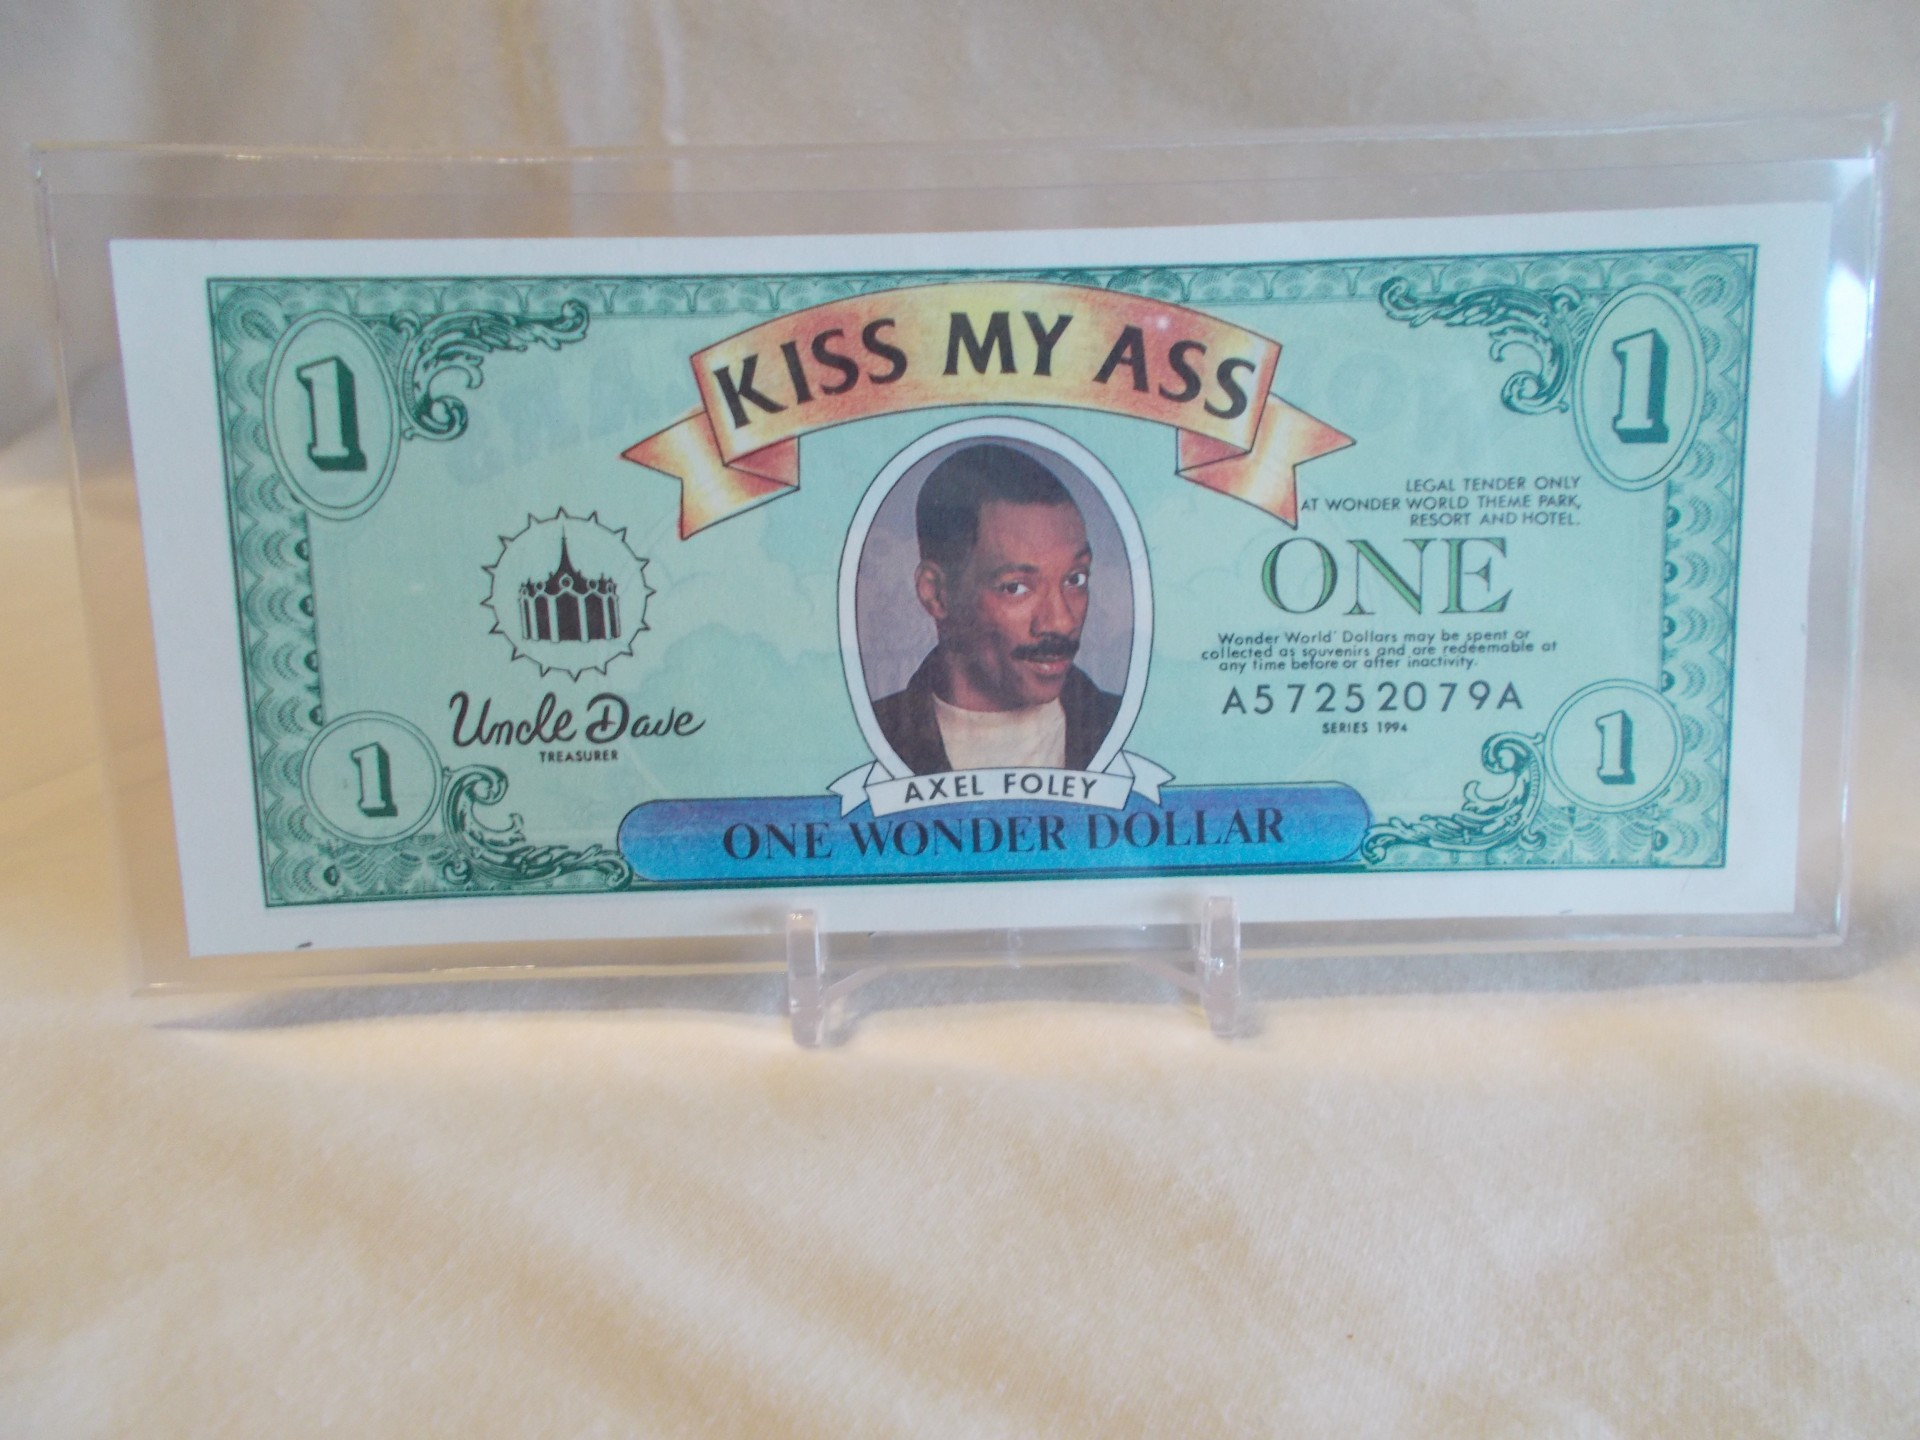 KISS MY ASS
1
1
LEGAL TENDER ONLY
AT WONDER WORLD THEME PARK,
RESORT AND HOTEL.
ONE
Wonder World' Dollars may be spent or
collected as souvenirs and are redeemable at
any time before or after inactivity.
A57252079A
SERIES 1994
Uncle Dave
TREASURER
1
1
AXEL FOLEY
ONE WONDER DOLLAR